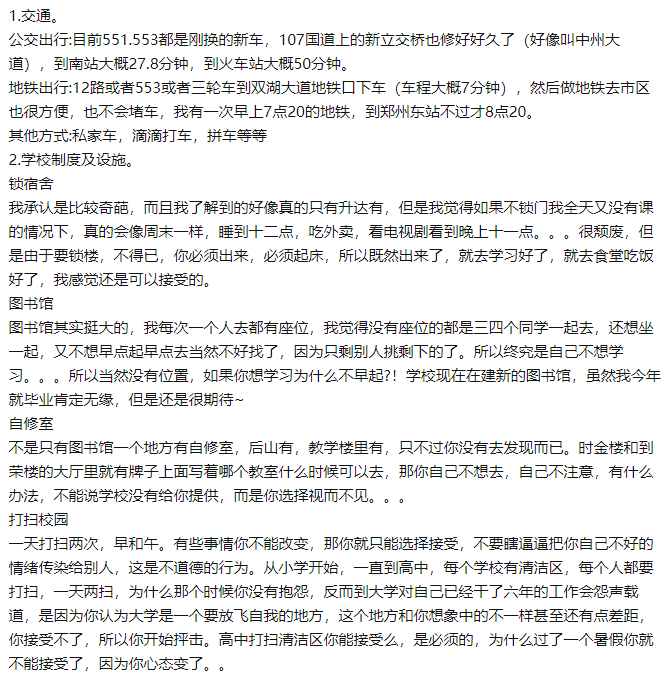 1.交通。
公交出行:目前551.553都是刚换的新车，107国道上的新立交桥也修好好久了（好像叫中州大
道），到南站大概27.8分钟，到火车站大概50分钟。
地铁出行:12路或者553或者三轮车到双湖大道地铁口下车（车程大概7分钟），然后做地铁去市区
也很方便，也不会堵车，我有一次早上7点20的地铁，到郑州东站不过才8点20。
其他方式:私家车，滴滴打车，拼车等等
2.学校制度及设施。
锁宿舍
我承认是比较奇葩，而且我了解到的好像真的只有升达有，但是我觉得如果不锁门我全天又没有课
的情况下，真的会像周末一样，睡到十二点，吃外卖，看电视剧看到晚上十一点。。。很颓废，但
是由于要锁楼，不得已，你必须出来，必须起床，所以既然出来了，就去学习好了，就去食堂吃饭
好了，我感觉还是可以接受的。
图书馆
图书馆其实挺大的，我每次一个人去都有座位，我觉得没有座位的都是三四个同学一起去，还想坐
一起，又不想早点起早点去当然不好找了，因为只剩别人挑剩下的了。所以终究是自己不想学
习。。。所以当然没有位置，如果你想学习为什么不早起?！学校现在在建新的图书馆，虽然我今年
就毕业肯定无缘，但是还是很期待~
自修室
不是只有图书馆一个地方有自修室，后山有，教学楼里有，只不过你没有去发现而已。时金楼和到
荣楼的大厅里就有牌子上面写着哪个教室什么时候可以去，那你自己不想去，自己不注意，有什么
办法，不能说学校没有给你提供，而是你选择视而不见。。。
打扫校园
一天打扫两次，早和午。有些事情你不能改变，那你就只能选择接受，不要瞎逼逼把你自己不好的
情绪传染给别人，这是不道德的行为。从小学开始，一直到高中，每个学校有清洁区，每个人都要
打扫，一天两扫，为什么那个时候你没有抱怨，反而到大学对自己已经干了六年的工作会怨声载
道，是因为你认为大学是一个要放飞自我的地方，这个地方和你想象中的不一样甚至还有点差距，
你接受不了，所以你开始抨击。高中打扫清洁区你能接受么，是必须的，为什么过了一个暑假你就
不能接受了，因为你心态变了。。